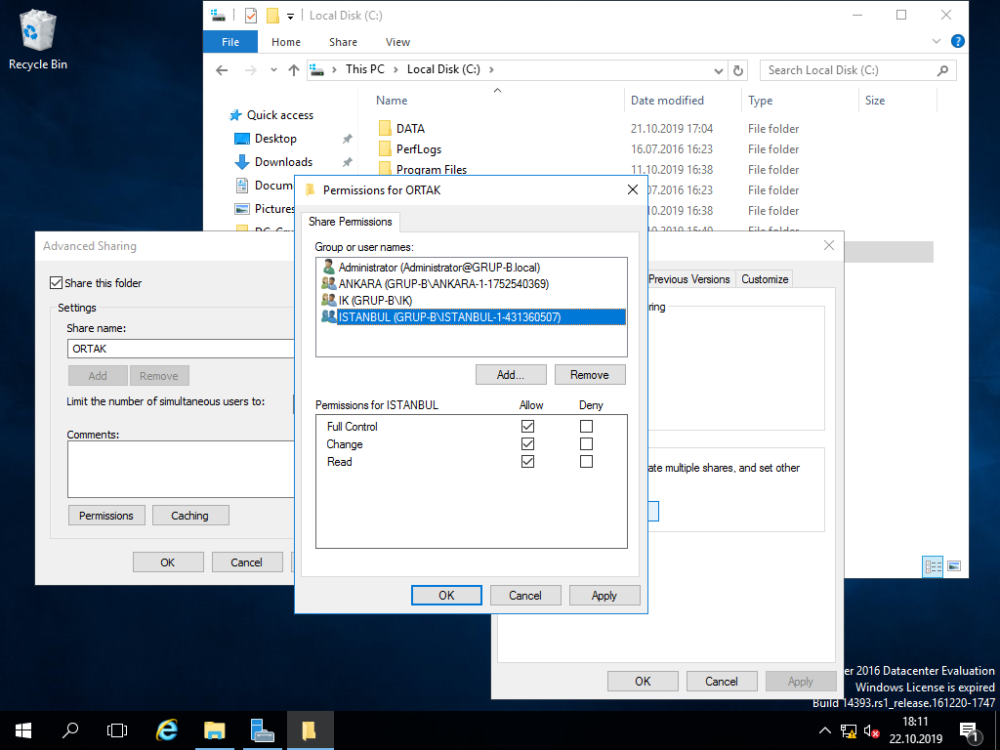 Recycle Bin
Local Disk (C:)
File Home Share View
This PC Local Disk (C:)
Search Local Disk (C:)
Name Date modified Type Size
Quick access
Desktop
Downloads
Docum
Pictures
DATA 21.10.2019 17:04 File folder
PerfLogs 16.07.2016 16:23 File folder
Program Files 11.10.2019 16:38 File folder
07.2016 16:23 File folder
10.2019 16:38 File folder
Permissions for ORTAK
Share Permissions
Group or user names:
Administrator (Administrator@GRUP-B.local)
ANKARA (GRUP-B\ANKARA-1-1752540369)
IK (GRUP-B\IK)
ISTANBUL (GRUP-B\ISTANBUL-1-431360507)
Add... Remove
Permissions for ISTANBUL Allow Deny
Full Control
Change
Read
OK Cancel Apply
Advanced Sharing
Share this folder
Settings
Share name:
ORTAK
Add Remove
Limit the number of simultaneous users to:
Comments:
Permissions Caching
OK Cancel
Previous Versions Customize
ring
ate multiple shares, and set other
OK Cancel Apply
er 2016 Datacenter Evaluation
Windows License is expired
Build 14393.rs1_release.161220-1747
18:11
22.10.2019
1